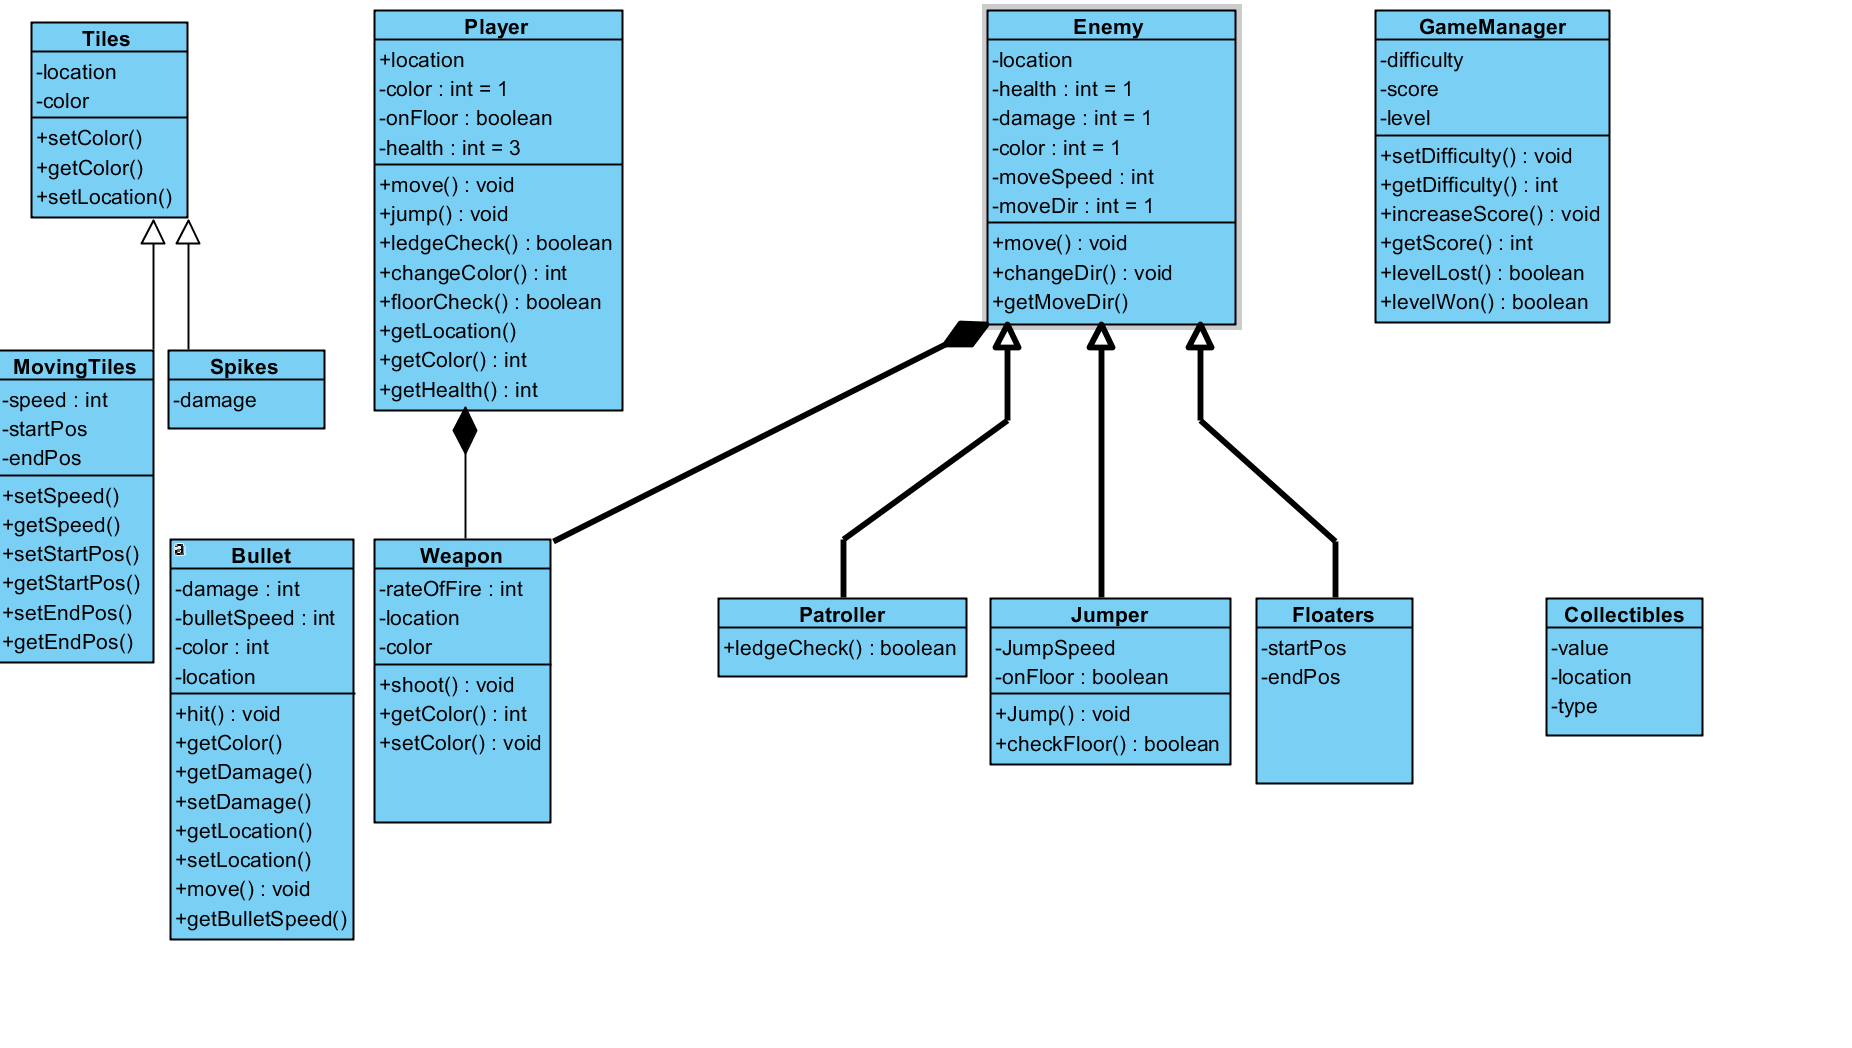 Tiles
-location
-color
+setColor()
+getColor()
+setLocation()
Player
+location
-color : int = 1
-onFloor : boolean
-health : int = 3
+move() : void
+jump() : void
+ledgeCheck() : boolean
+changeColor() : int
+floorCheck() : boolean
+getLocation()
+getColor() : int
+getHealth() : int
Enemy
-location
-health : int = 1
-damage : int = 1
-color : int = 1
-moveSpeed : int
-moveDir : int = 1
+move() : void
+changeDir() : void
+getMoveDir()
GameManager
-difficulty
-score
-level
+setDifficulty() : void
+getDifficulty() : int
+increaseScore() : void
+getScore() : int
+levelLost() : boolean
+levelWon() : boolean
MovingTiles
-speed : int
-startPos
-endPos
+setSpeed()
+getSpeed()
+setStartPos()
+getStartPos()
+setEndPos()
+getEndPos()
Spikes
-damage
a
Bullet
-damage : int
-bulletSpeed : int
-color : int
-location
+hit() : void
+getColor()
+getDamage()
+setDamage()
+getLocation()
+setLocation()
+move() : void
+getBulletSpeed()
Weapon
-rateOfFire : int
-location
-color
+shoot() : void
+getColor() : int
+setColor() : void
Patroller
+ledgeCheck() : boolean
Jumper
-JumpSpeed
-onFloor : boolean
+Jump() : void
+checkFloor() : boolean
Floaters
-startPos
-endPos
Collectibles
-value
-location
-type